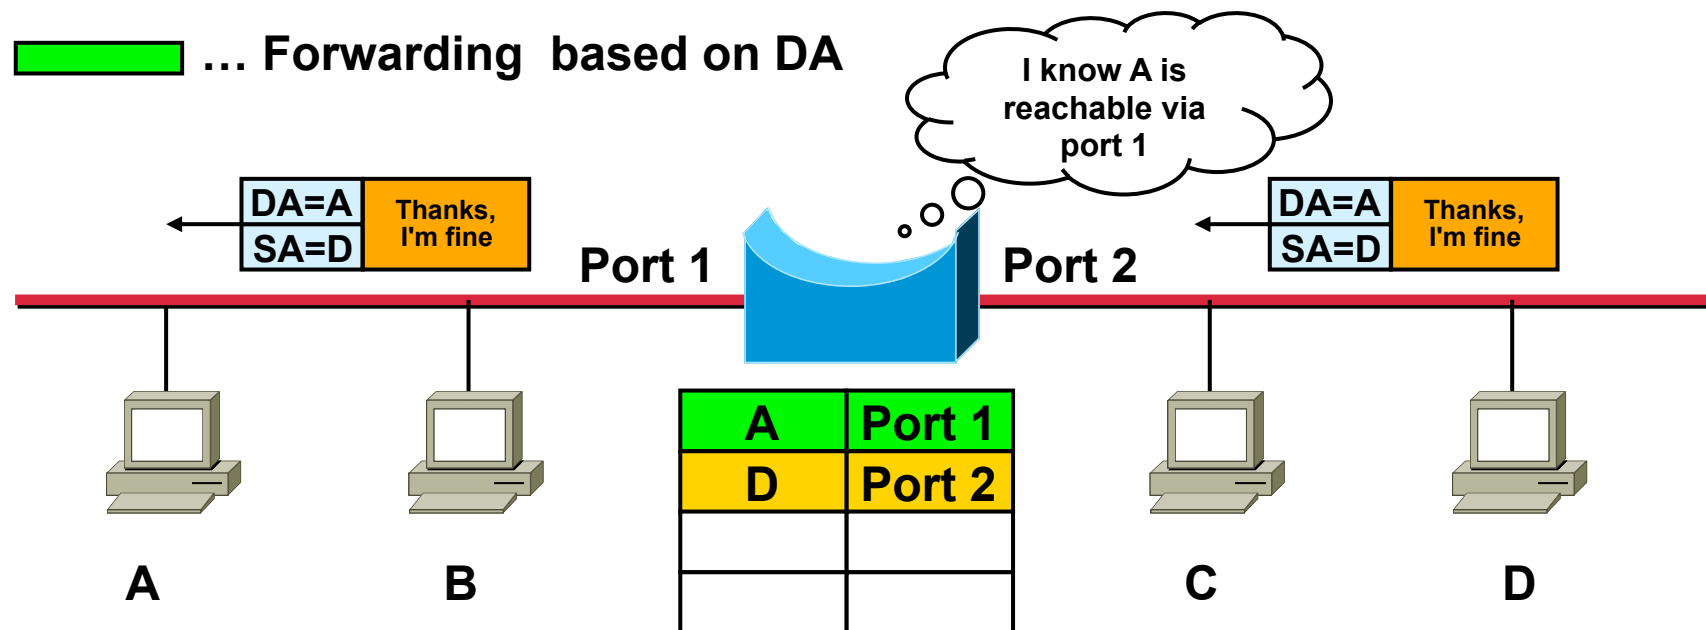 ... Forwarding based on DA
I know A is
reachable via
port 1
DA=A
SA=D
Thanks,
I'm fine
Port 1
Port 2
DA=A
SA=D
Thanks,
I'm fine
A Port 1
D Port 2
A
B
C
D